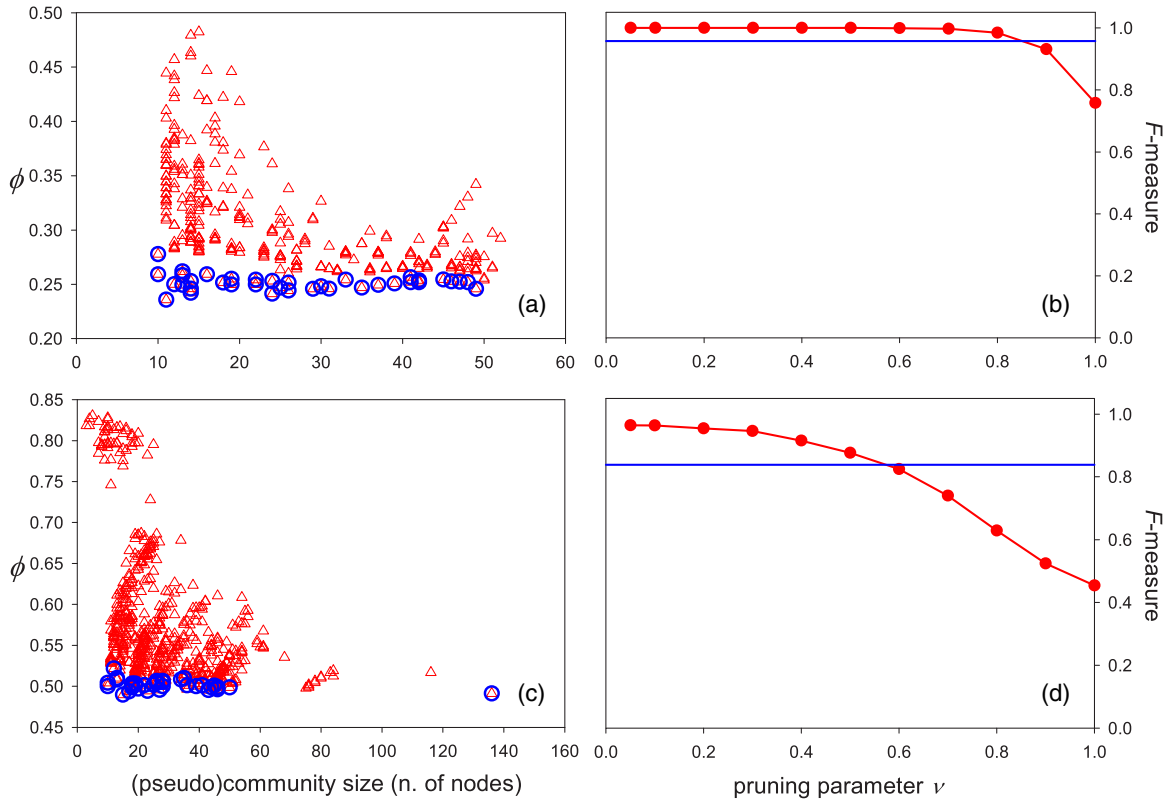 0.50
0.45
0.40
0.35
0.30
0.25
0.20
ϕ
0 10 20 30 40 50 60
(a)
1.0
0.8
0.6
0.4
0.2
0.0
F-measure
0.0 0.2 0.4 0.6 0.8 1.0
(b)
0.85
0.80
0.75
0.70
0.65
0.60
0.55
0.50
0.45
ϕ
0 20 40 60 80 100 120 140 160
(pseudo)community size (n. of nodes)
(c)
1.0
0.8
0.6
0.4
0.2
0.0
F-measure
0.0 0.2 0.4 0.6 0.8 1.0
pruning parameter ν
(d)